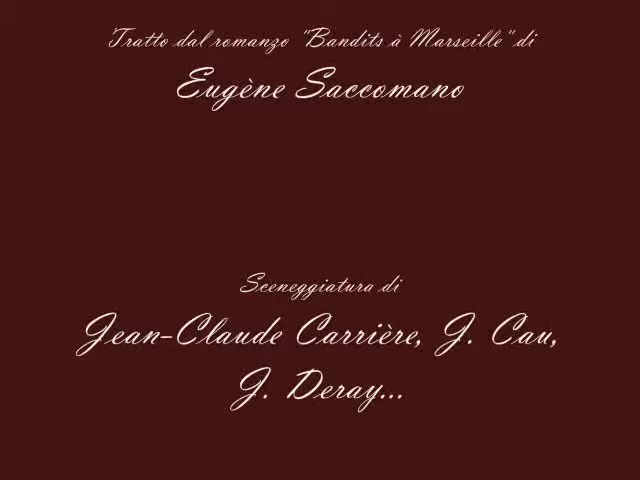 Tratto dal romanzo "Bandits à Marseille" di
Eugène Saccomano
Sceneggiatura di
Jean-Claude Carrière, J. Cau,
J. Deray...